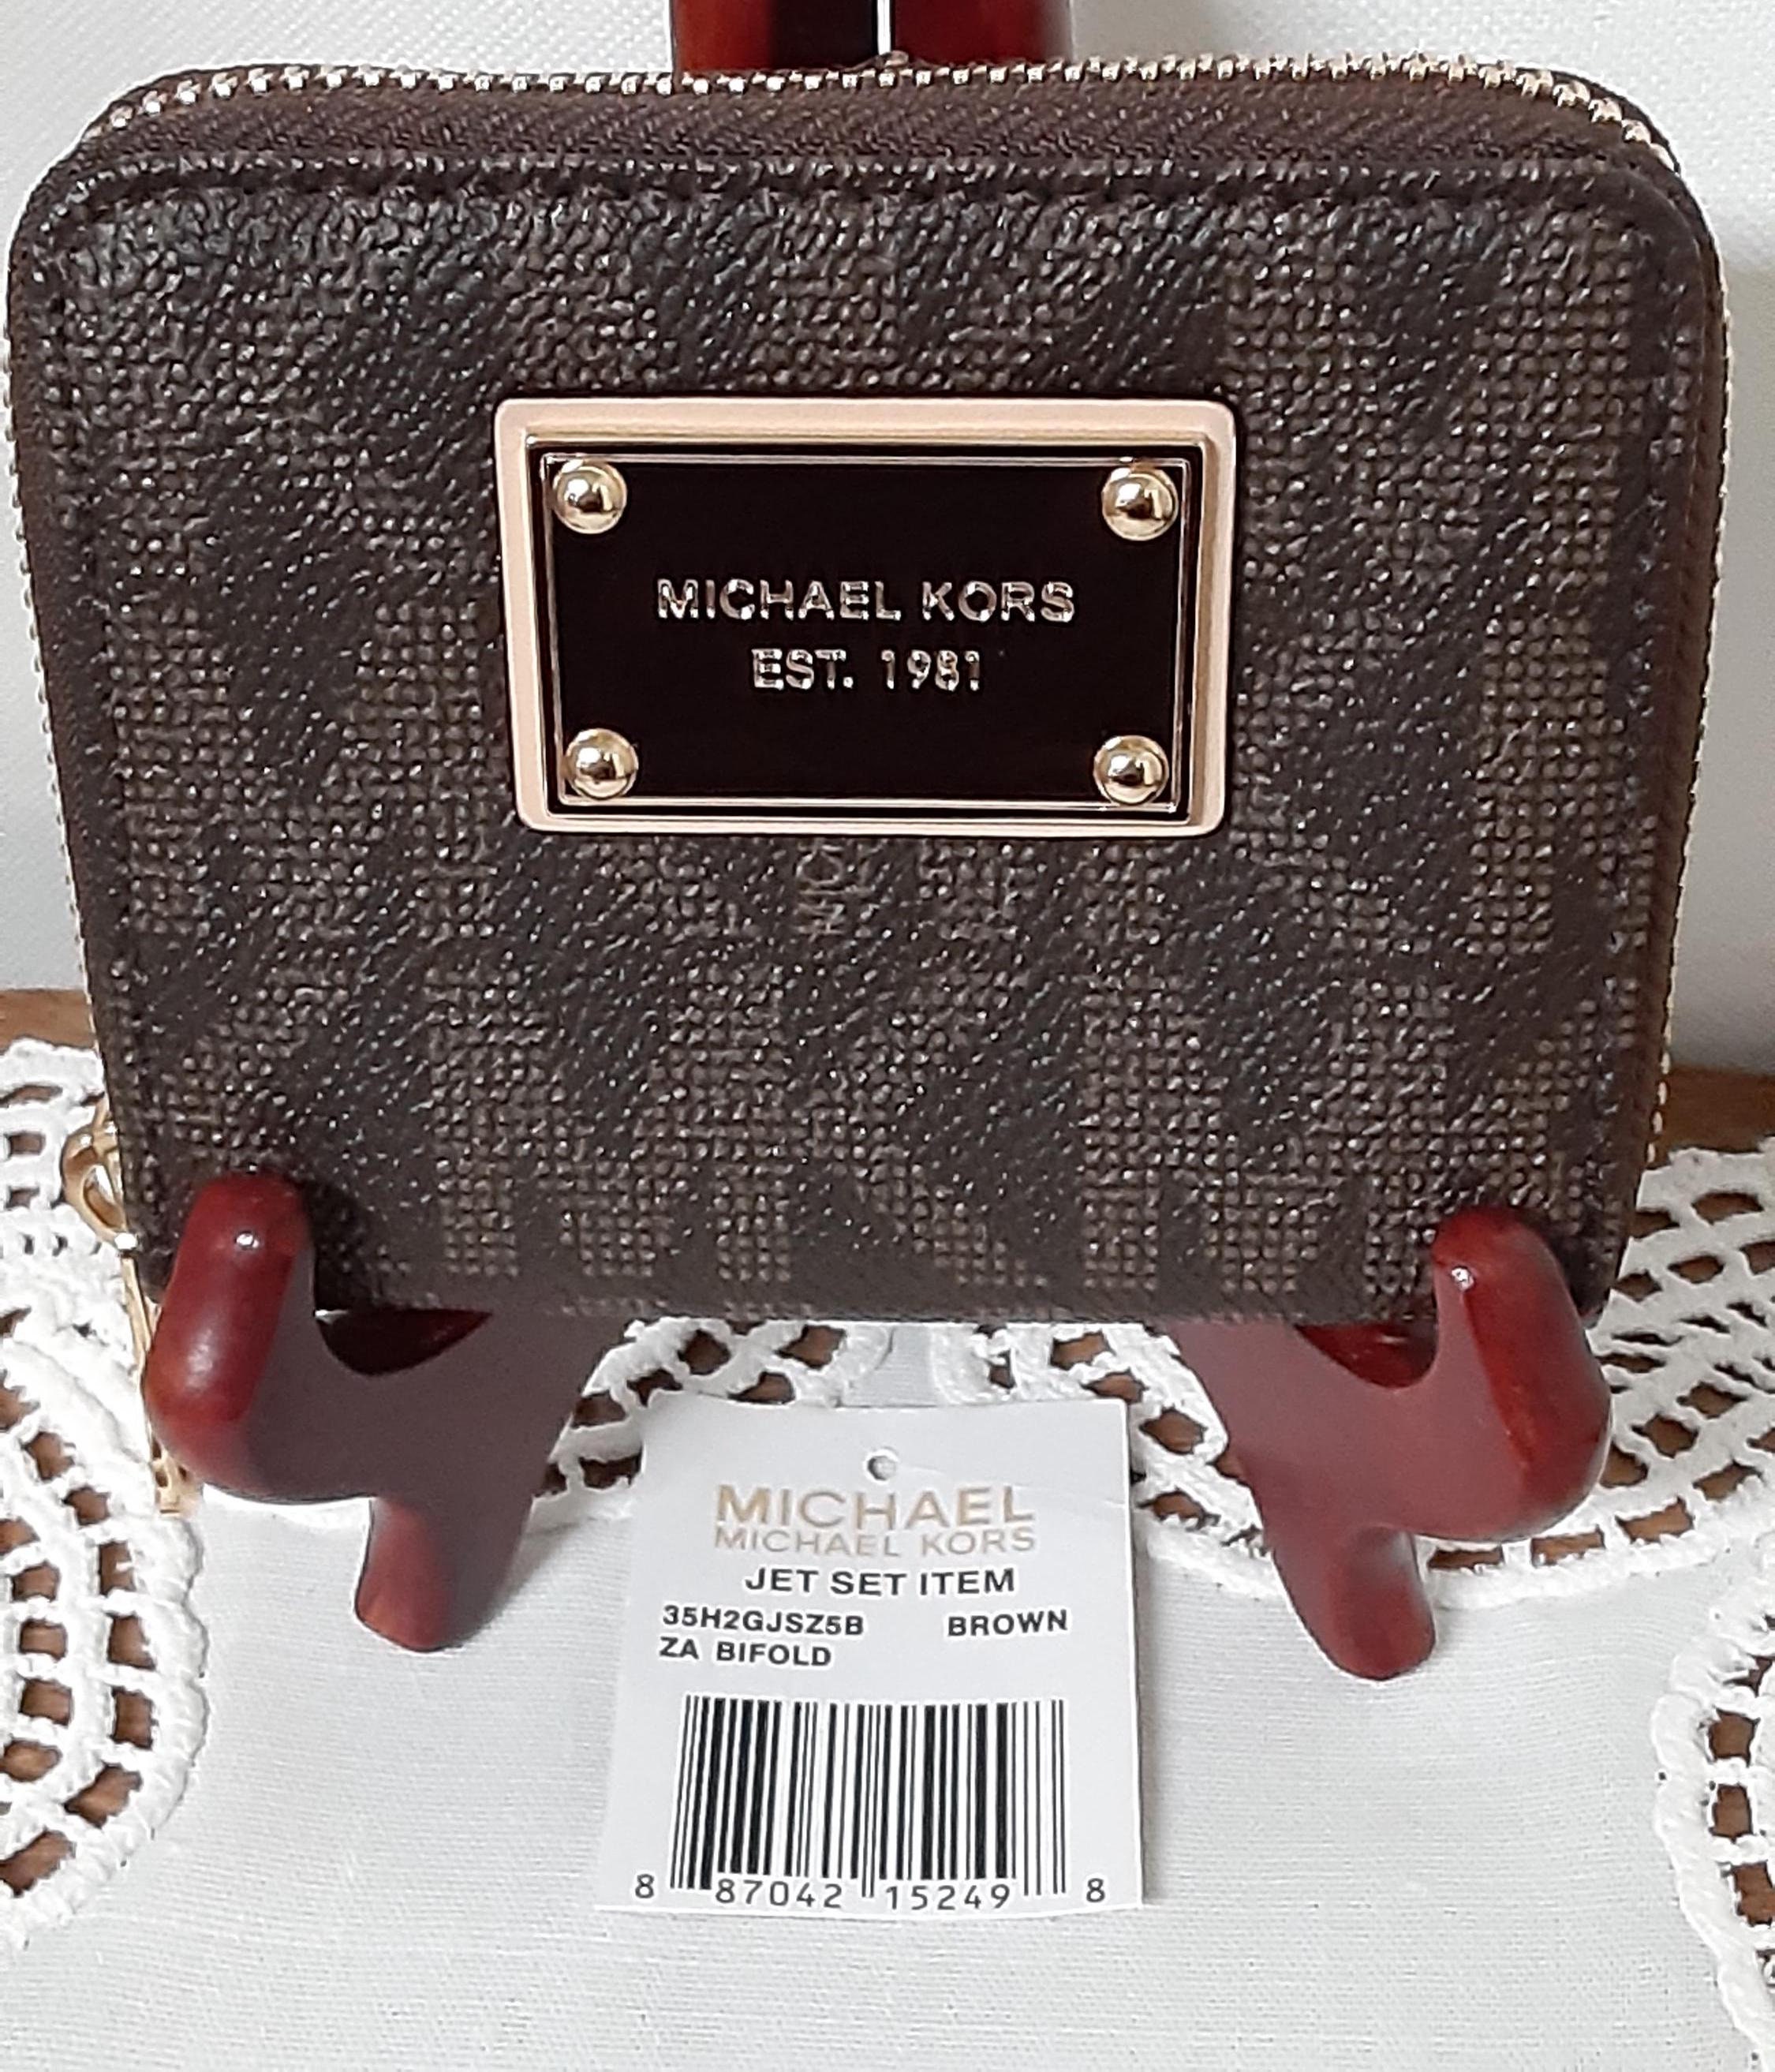 MICHAEL KORS
EST. 1981
MICHAEL
MICHAEL KORS
JET SET ITEM
35H2GJSZ5B BROWN
ZA BIFOLD
8 87042 15249 8